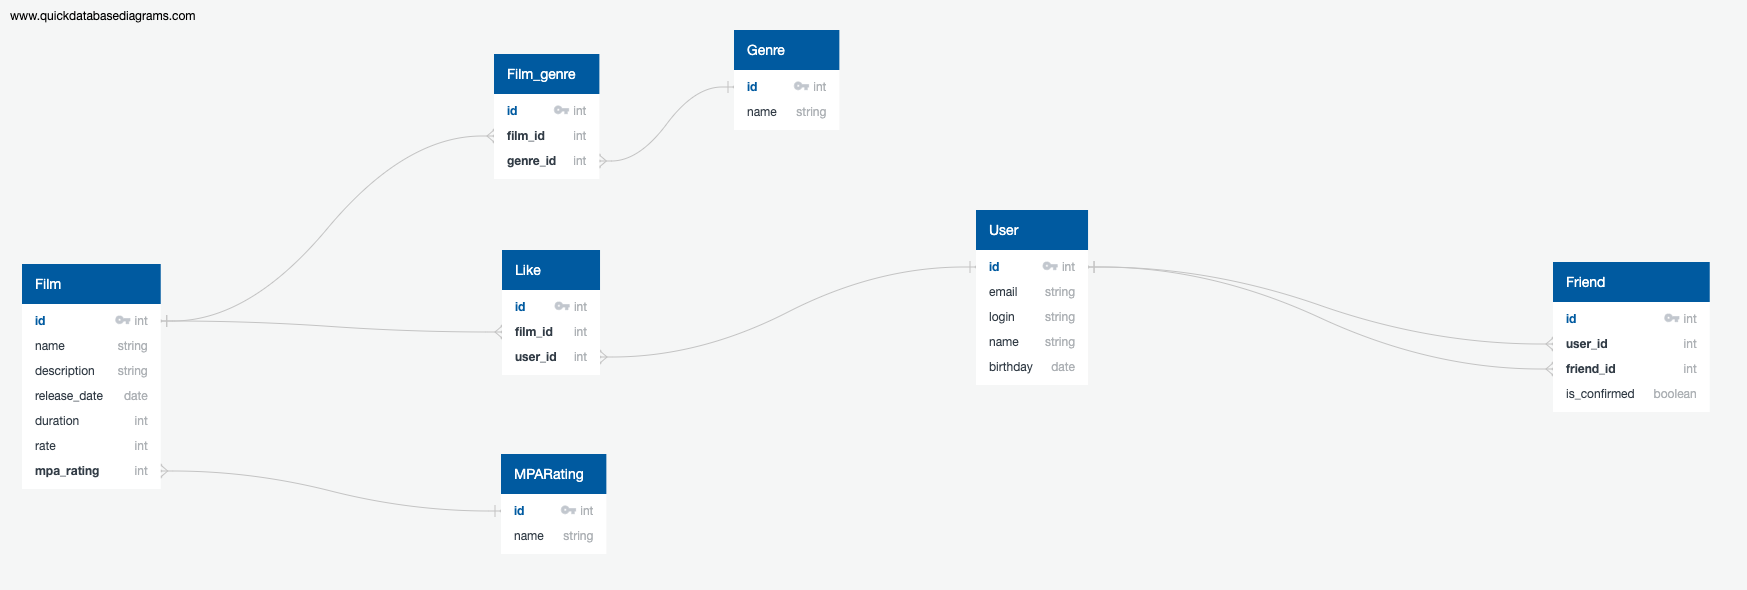 www.quickdatabasediagrams.com
Film_genre
id int
film_id int
genre_id int
Genre
id int
name string
Film
id int
name string
description string
release_date date
duration int
rate int
mpa_rating int
Like
id int
film_id int
user_id int
MPARating
id int
name string
User
id int
email string
login string
name string
birthday date
Friend
id int
user_id int
friend_id int
is_confirmed boolean